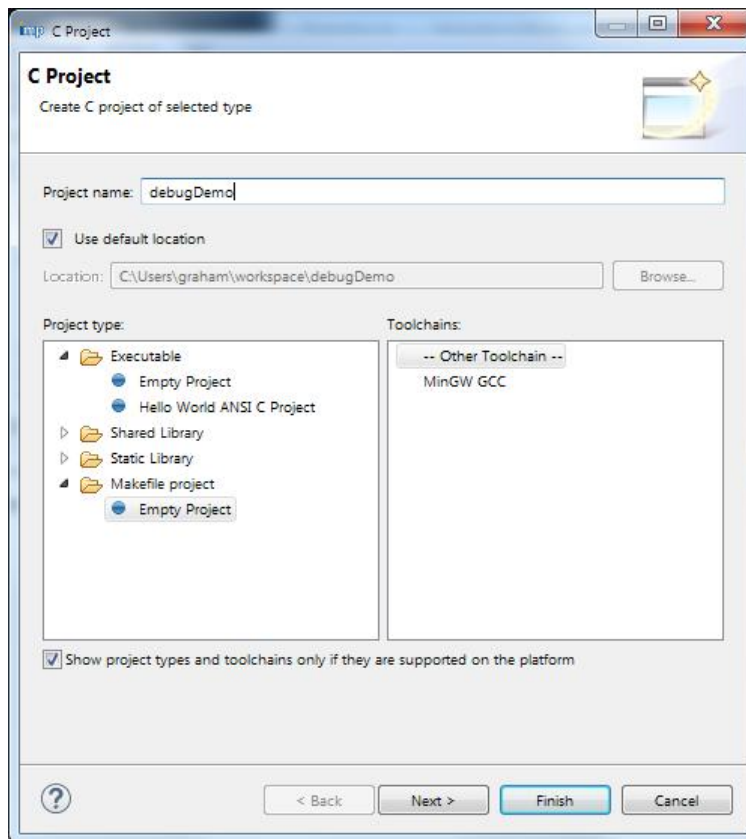 imp C Project
C Project
Create C project of selected type
Project name: debugDemo
Use default location
Location: C:\Users\graham\workspace\debugDemo Browse...
Project type: Toolchains:
Executable -- Other Toolchain --
Empty Project MinGW GCC
Hello World ANSI C Project
Shared Library
Static Library
Makefile project
Empty Project
Show project types and toolchains only if they are supported on the platform
? < Back Next > Finish Cancel